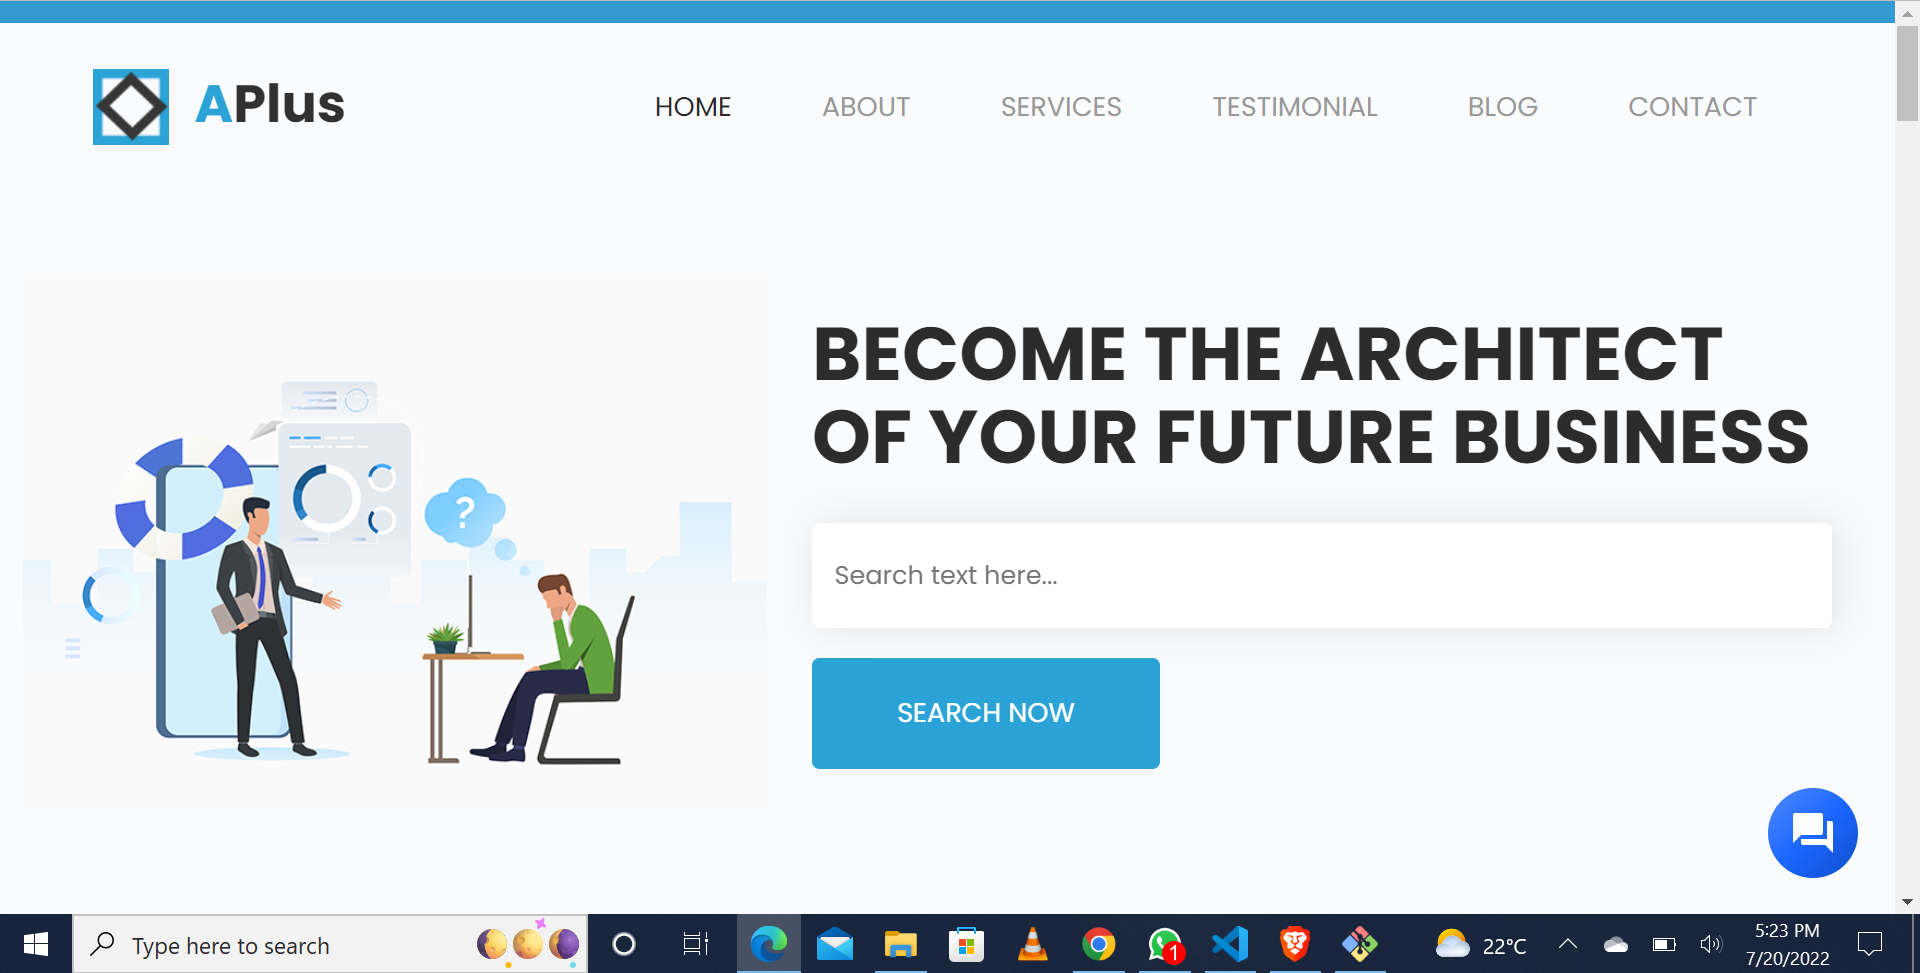 APlus
HOME ABOUT SERVICES TESTIMONIAL BLOG CONTACT
BECOME THE ARCHITECT
OF YOUR FUTURE BUSINESS
?
Search text here...
SEARCH NOW
Type here to search
1
22°C
5:23 PM
7/20/2022